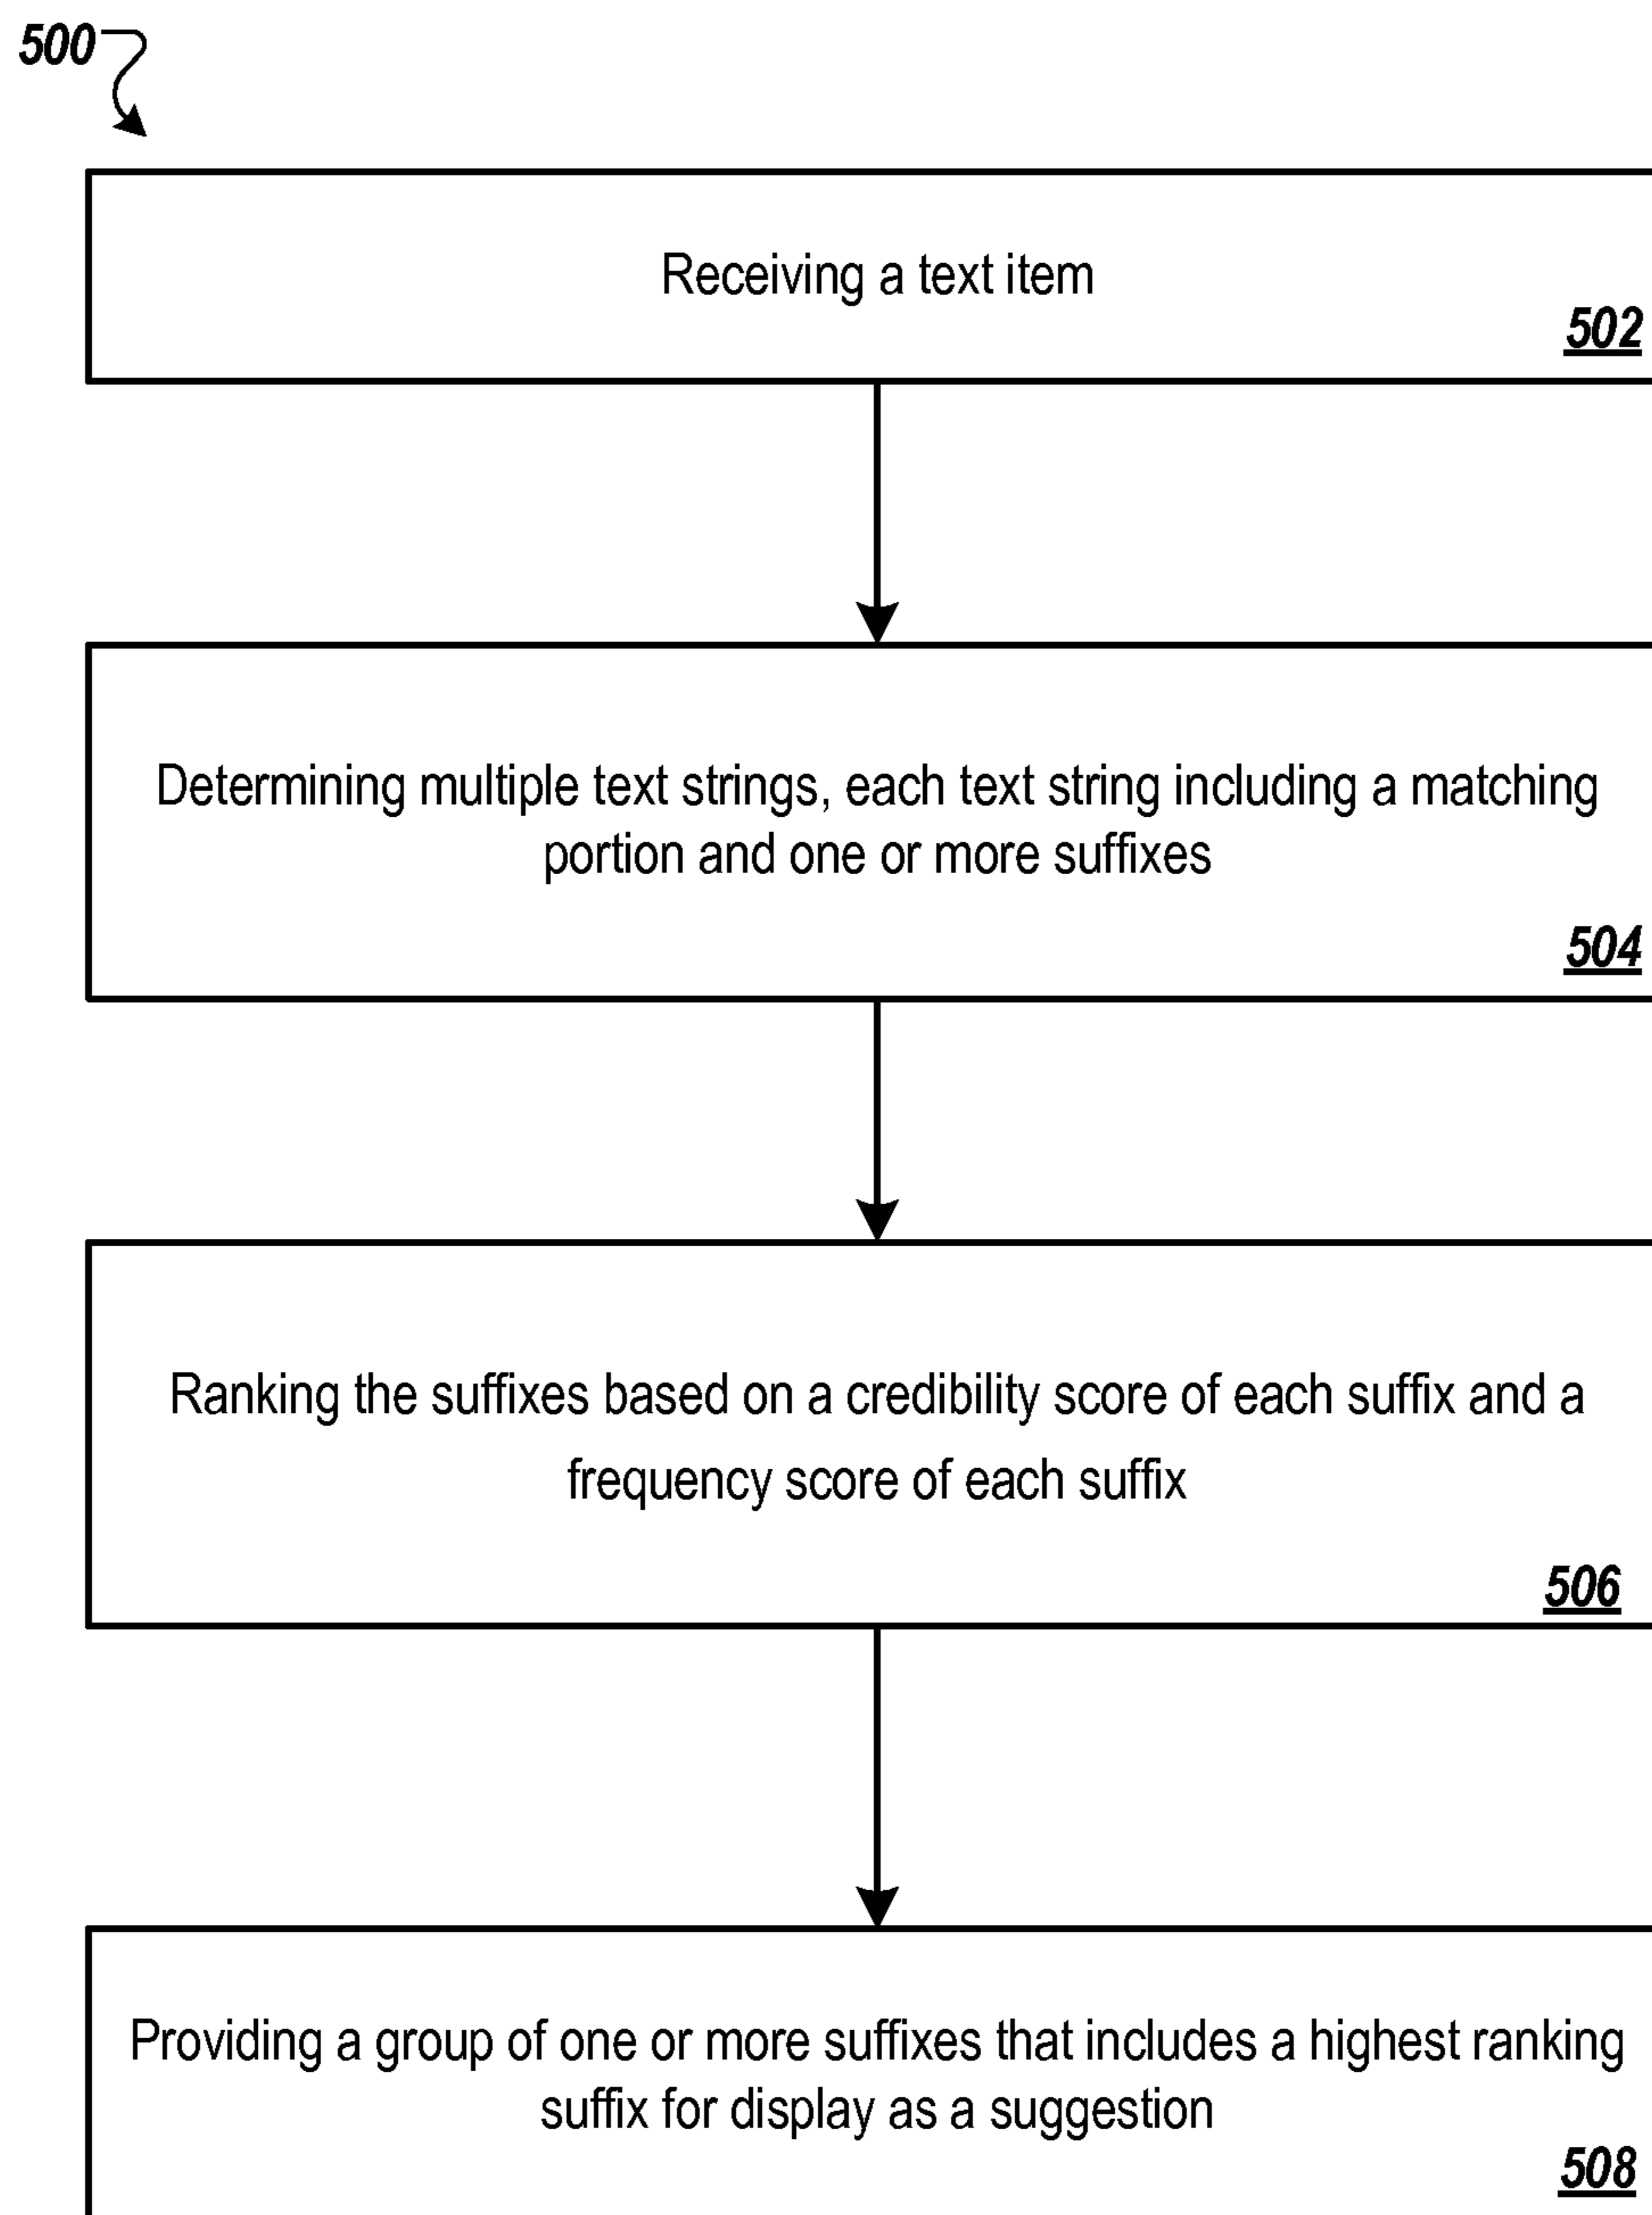 500
Receiving a text item
502
Determining multiple text strings, each text string including a matching
portion and one or more suffixes
504
Ranking the suffixes based on a credibility score of each suffix and a
frequency score of each suffix
506
Providing a group of one or more suffixes that includes a highest ranking
suffix for display as a suggestion
508